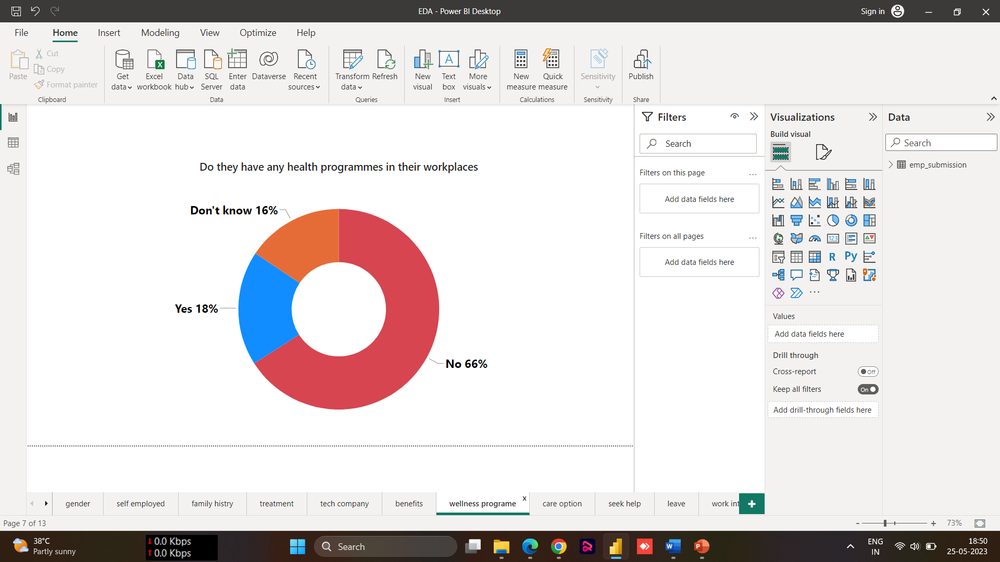 EDA - Power BI Desktop
Sign in
File Home Insert Modeling View Optimize Help
Paste
Cut
Copy
Format painter
Clipboard
Get data
Excel workbook
Data hub
SQL Server
Enter data
Dataverse
Recent sources
Data
Transform data
Refresh
Queries
New visual
Text box
More visuals
Insert
New measure
Quick measure
Calculations
Sensitivity
Sensitivity
Publish
Share
Do they have any health programmes in their workplaces
Don't know 16%
Yes 18%
No 66%
Filters
Search
Filters on this page
...
Add data fields here
Filters on all pages
...
Add data fields here
Visualizations
Build visual
123
R
Py
...
Values
Add data fields here
Drill through
Cross-report
Off
Keep all filters
On
Add drill-through fields here
Data
Search
emp_submission
gender
self employed
family histry
treatment
tech company
benefits
wellness programe
x
care option
seek help
leave
work int
+
Page 7 of 13
- + 73%
38°C
Partly sunny
0.0 Kbps
0.0 Kbps
Search
ENG
IN
18:50
25-05-2023